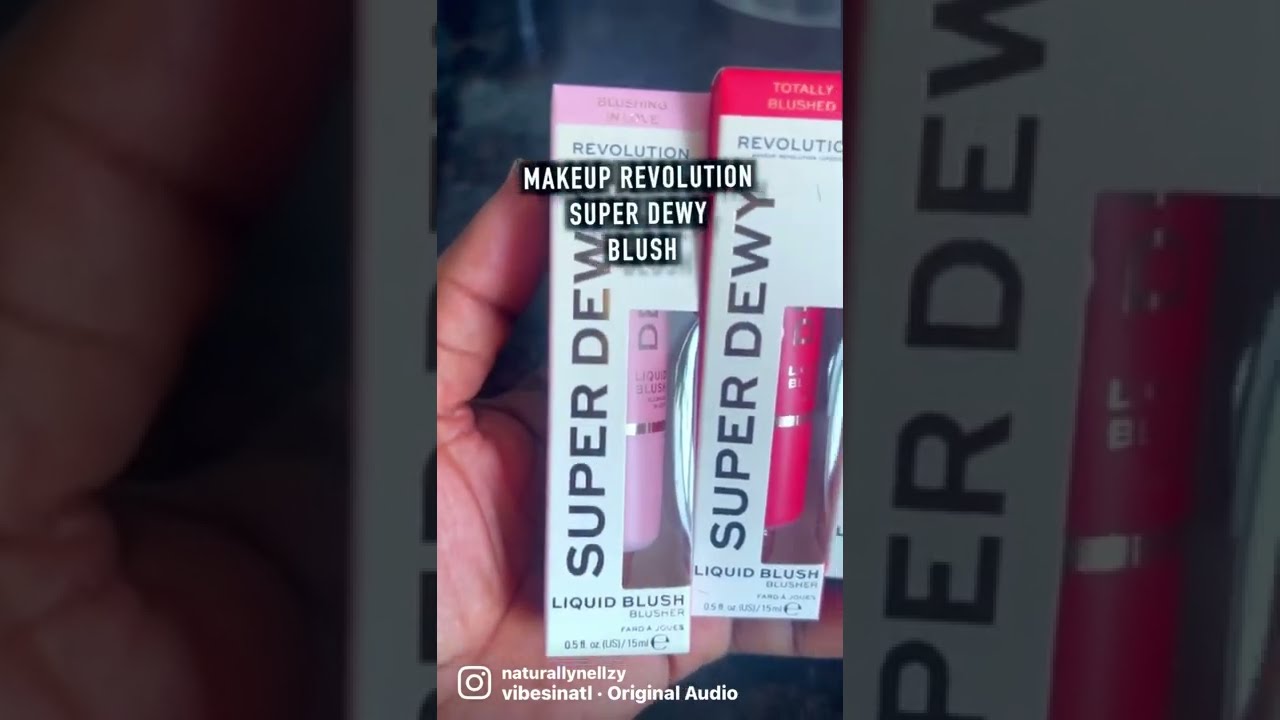 BLUSHING
IN LOVE
REVOLUTION
SUPER DEWY
LIQUID
BLUSH
LIQUID BLUSH
BLUSHER
FARD À JOUES
0.5 fl. oz. (US)/15ml ℮
TOTALLY
BLUSHED
REVOLUTIO
SUPER DEWY
LIQUID BLUSH
BLUSHER
FARD À JOUES
0.5 fl. oz. (US)/15ml ℮
MAKEUP REVOLUTION
SUPER DEWY
BLUSH
naturallynellzy
vibesinatl · Original Audio